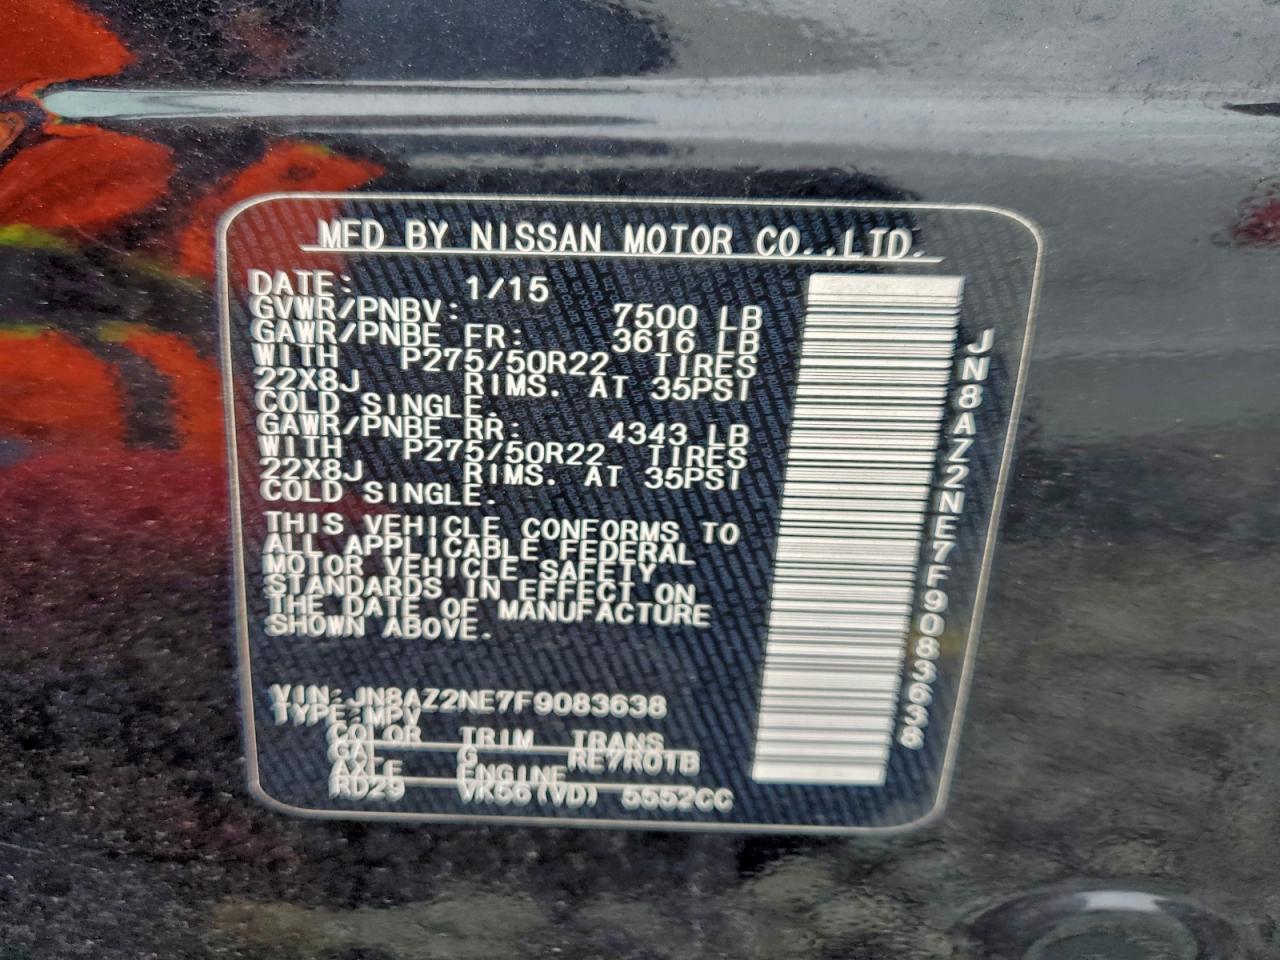 MFD BY NISSAN MOTOR CO.,LTD.
DATE: 1/15
GVWR/PNBV: 7500 LB
GAWR/PNBE FR: 3616 LB
WITH P275/50R22 TIRES
22X8J RIMS. AT 35PSI
COLD SINGLE.
GAWR/PNBE RR: 4343 LB
WITH P275/50R22 TIRES
22X8J RIMS. AT 35PSI
COLD SINGLE.
THIS VEHICLE CONFORMS TO
ALL APPLICABLE FEDERAL
MOTOR VEHICLE SAFETY
STANDARDS IN EFFECT ON
THE DATE OF MANUFACTURE
SHOWN ABOVE.
VIN:JN8AZ2NE7F9083638
TYPE:MPV
COLOR TRIM TRANS
GAL G RE7R01B
AXLE ENGINE
RD29 VK56(VD) 5552CC
JN8AZ2NE7F9083638